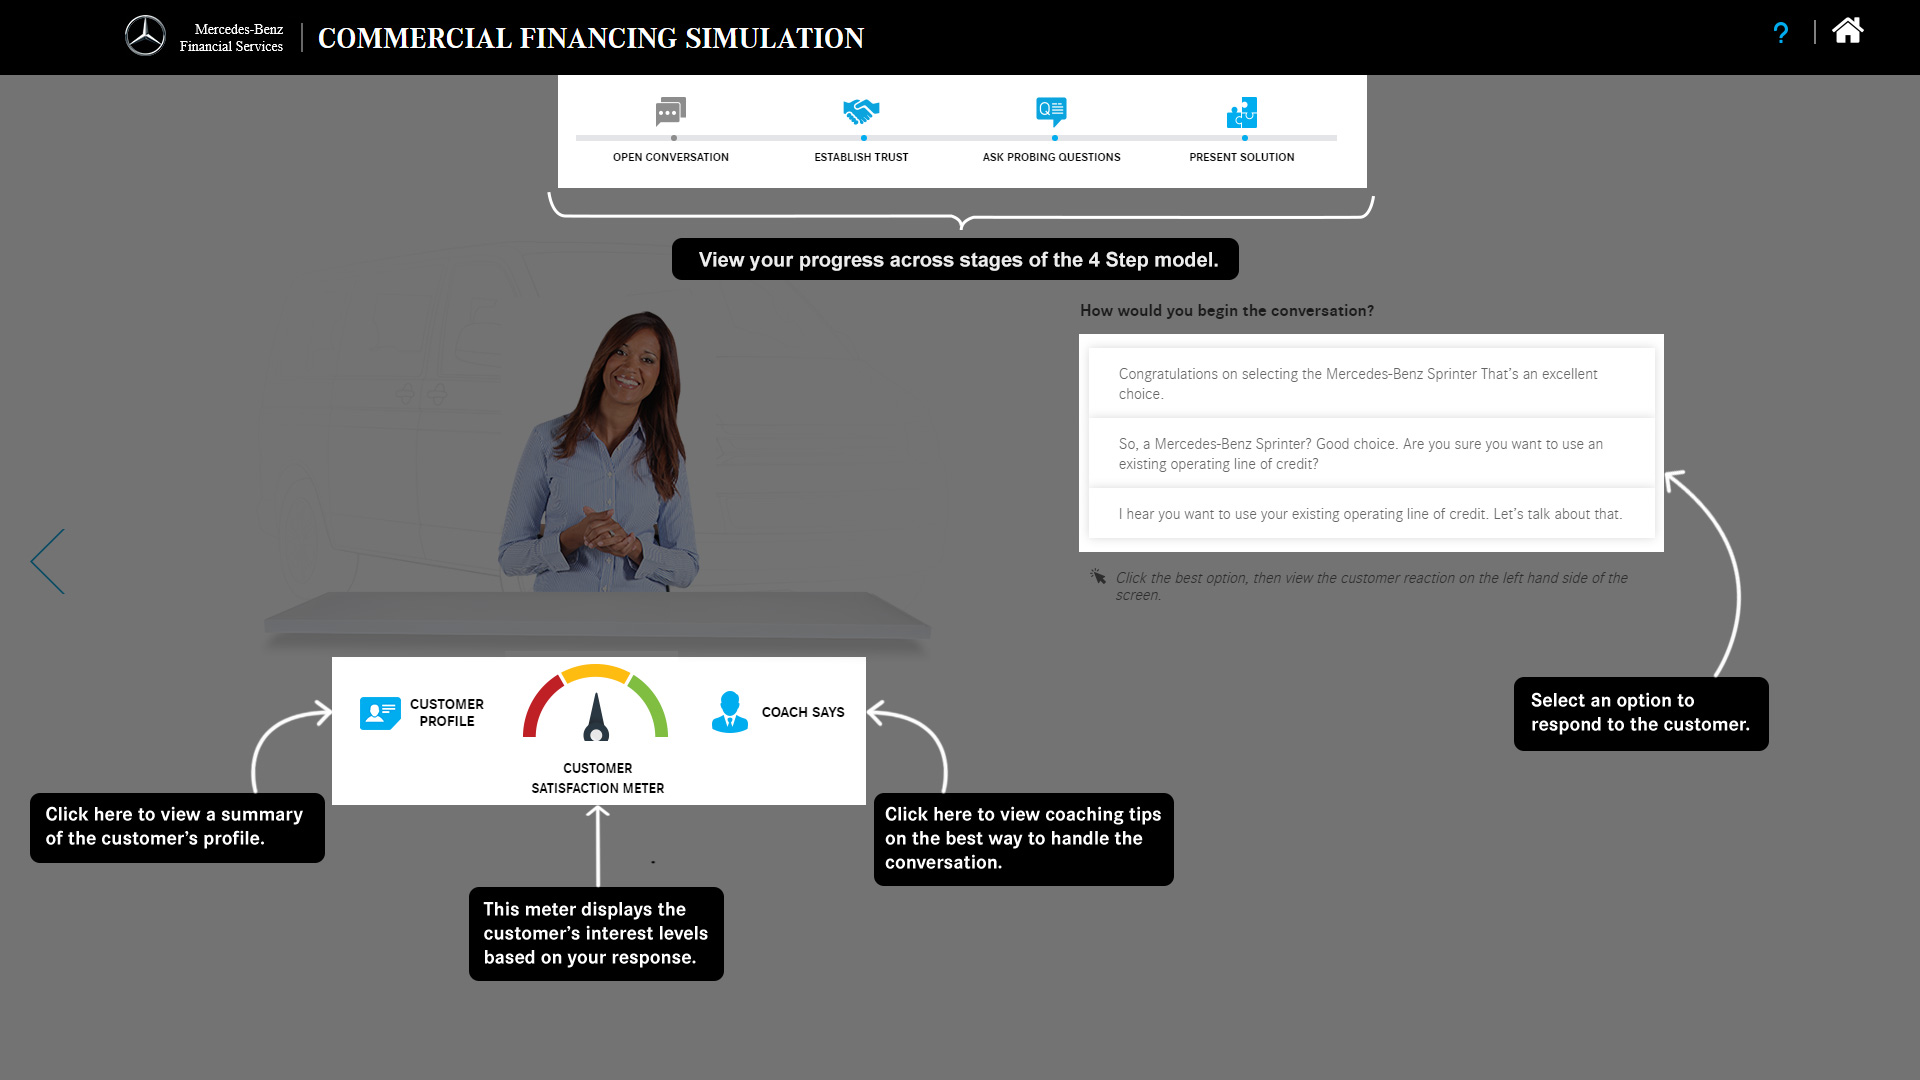 Mercedes-Benz
Financial Services
COMMERCIAL FINANCING SIMULATION
?
Q
OPEN CONVERSATION
ESTABLISH TRUST
ASK PROBING QUESTIONS
PRESENT SOLUTION
View your progress across stages of the 4 Step model.
How would you begin the conversation?
Congratulations on selecting the Mercedes-Benz Sprinter That's an excellent
choice.
So, a Mercedes-Benz Sprinter? Good choice. Are you sure you want to use an
existing operating line of credit?
I hear you want to use your existing operating line of credit. Let's talk about that.
Click the best option, then view the customer reaction on the left hand side of the
screen.
Select an option to
respond to the customer.
CUSTOMER
PROFILE
CUSTOMER
SATISFACTION METER
COACH SAYS
Click here to view a summary
of the customer's profile.
This meter displays the
customer's interest levels
based on your response.
Click here to view coaching tips
on the best way to handle the
conversation.